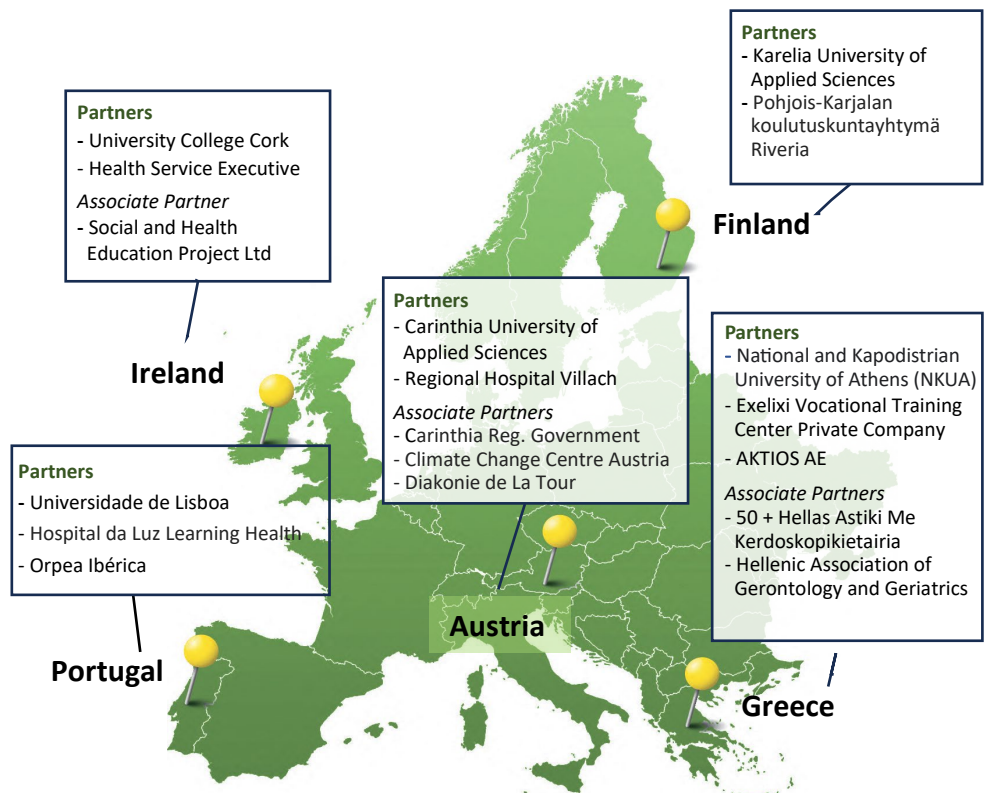 Partners
- Karelia University of
Applied Sciences
- Pohjois-Karjalan
koulutuskuntayhtymä
Riveria
Finland
Partners
- University College Cork
- Health Service Executive
Associate Partner
- Social and Health
Education Project Ltd
Ireland
Partners
- Carinthia University of
Applied Sciences
- Regional Hospital Villach
Associate Partners
- Carinthia Reg. Government
- Climate Change Centre Austria
- Diakonie de La Tour
Austria
Partners
- National and Kapodistrian
University of Athens (NKUA)
- Exelixi Vocational Training
Center Private Company
- AKTIOS AE
Associate Partners
- 50 + Hellas Astiki Me
Kerdoskopikietairia
- Hellenic Association of
Gerontology and Geriatrics
Greece
Partners
- Universidade de Lisboa
- Hospital da Luz Learning Health
- Orpea Ibérica
Portugal